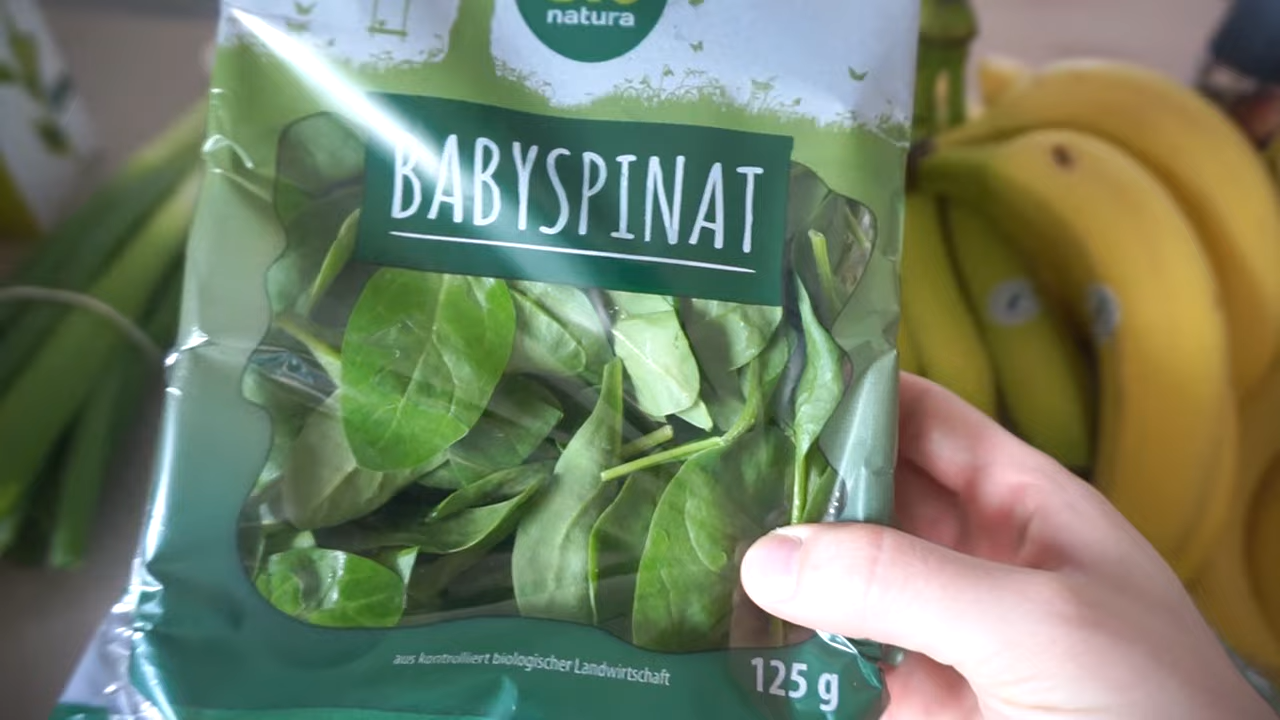 natura
BABYSPINAT
aus kontrolliert biologischer Landwirtschaft
125 g